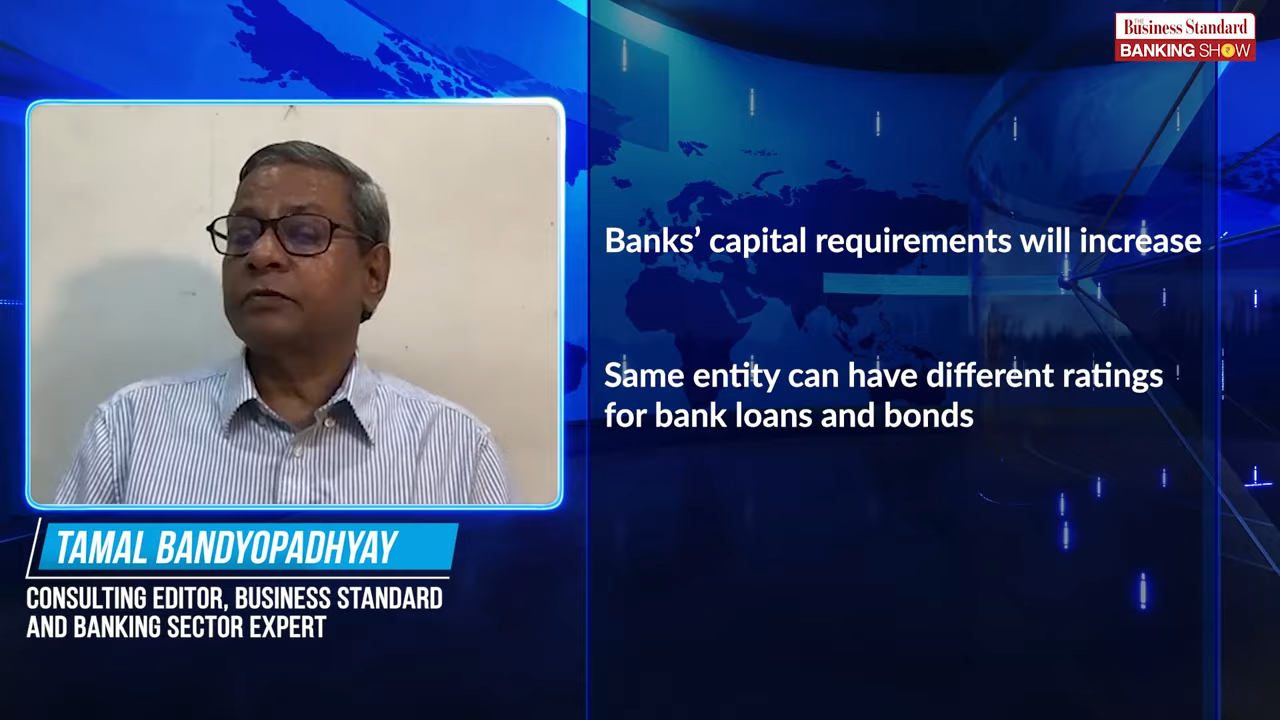 THE
Business Standard
BANKING SHOW
Banks’ capital requirements will increase
Same entity can have different ratings
for bank loans and bonds
TAMAL BANDYOPADHYAY
CONSULTING EDITOR, BUSINESS STANDARD
AND BANKING SECTOR EXPERT